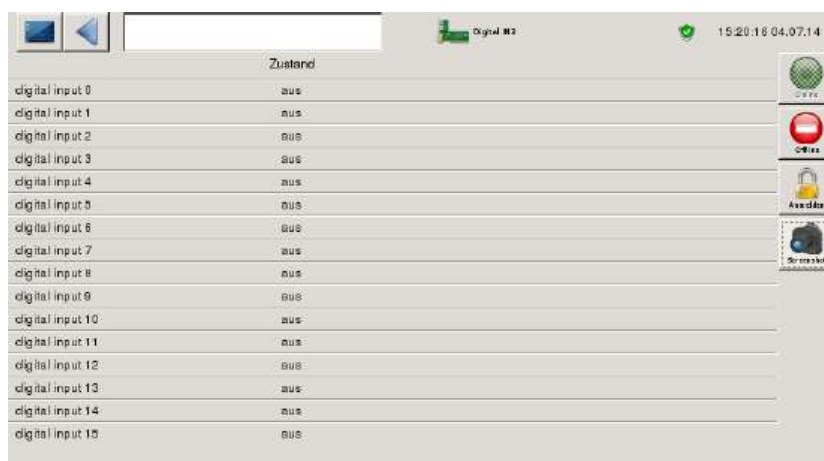 15:20:16 04.07.14
Zustand
digital input 0 aus
digital input 1 aus
digital input 2 aus
digital input 3 aus
digital input 4 aus
digital input 5 aus
digital input 6 aus
digital input 7 aus
digital input 8 aus
digital input 9 aus
digital input 10 aus
digital input 11 aus
digital input 12 aus
digital input 13 aus
digital input 14 aus
digital input 15 aus
Offline